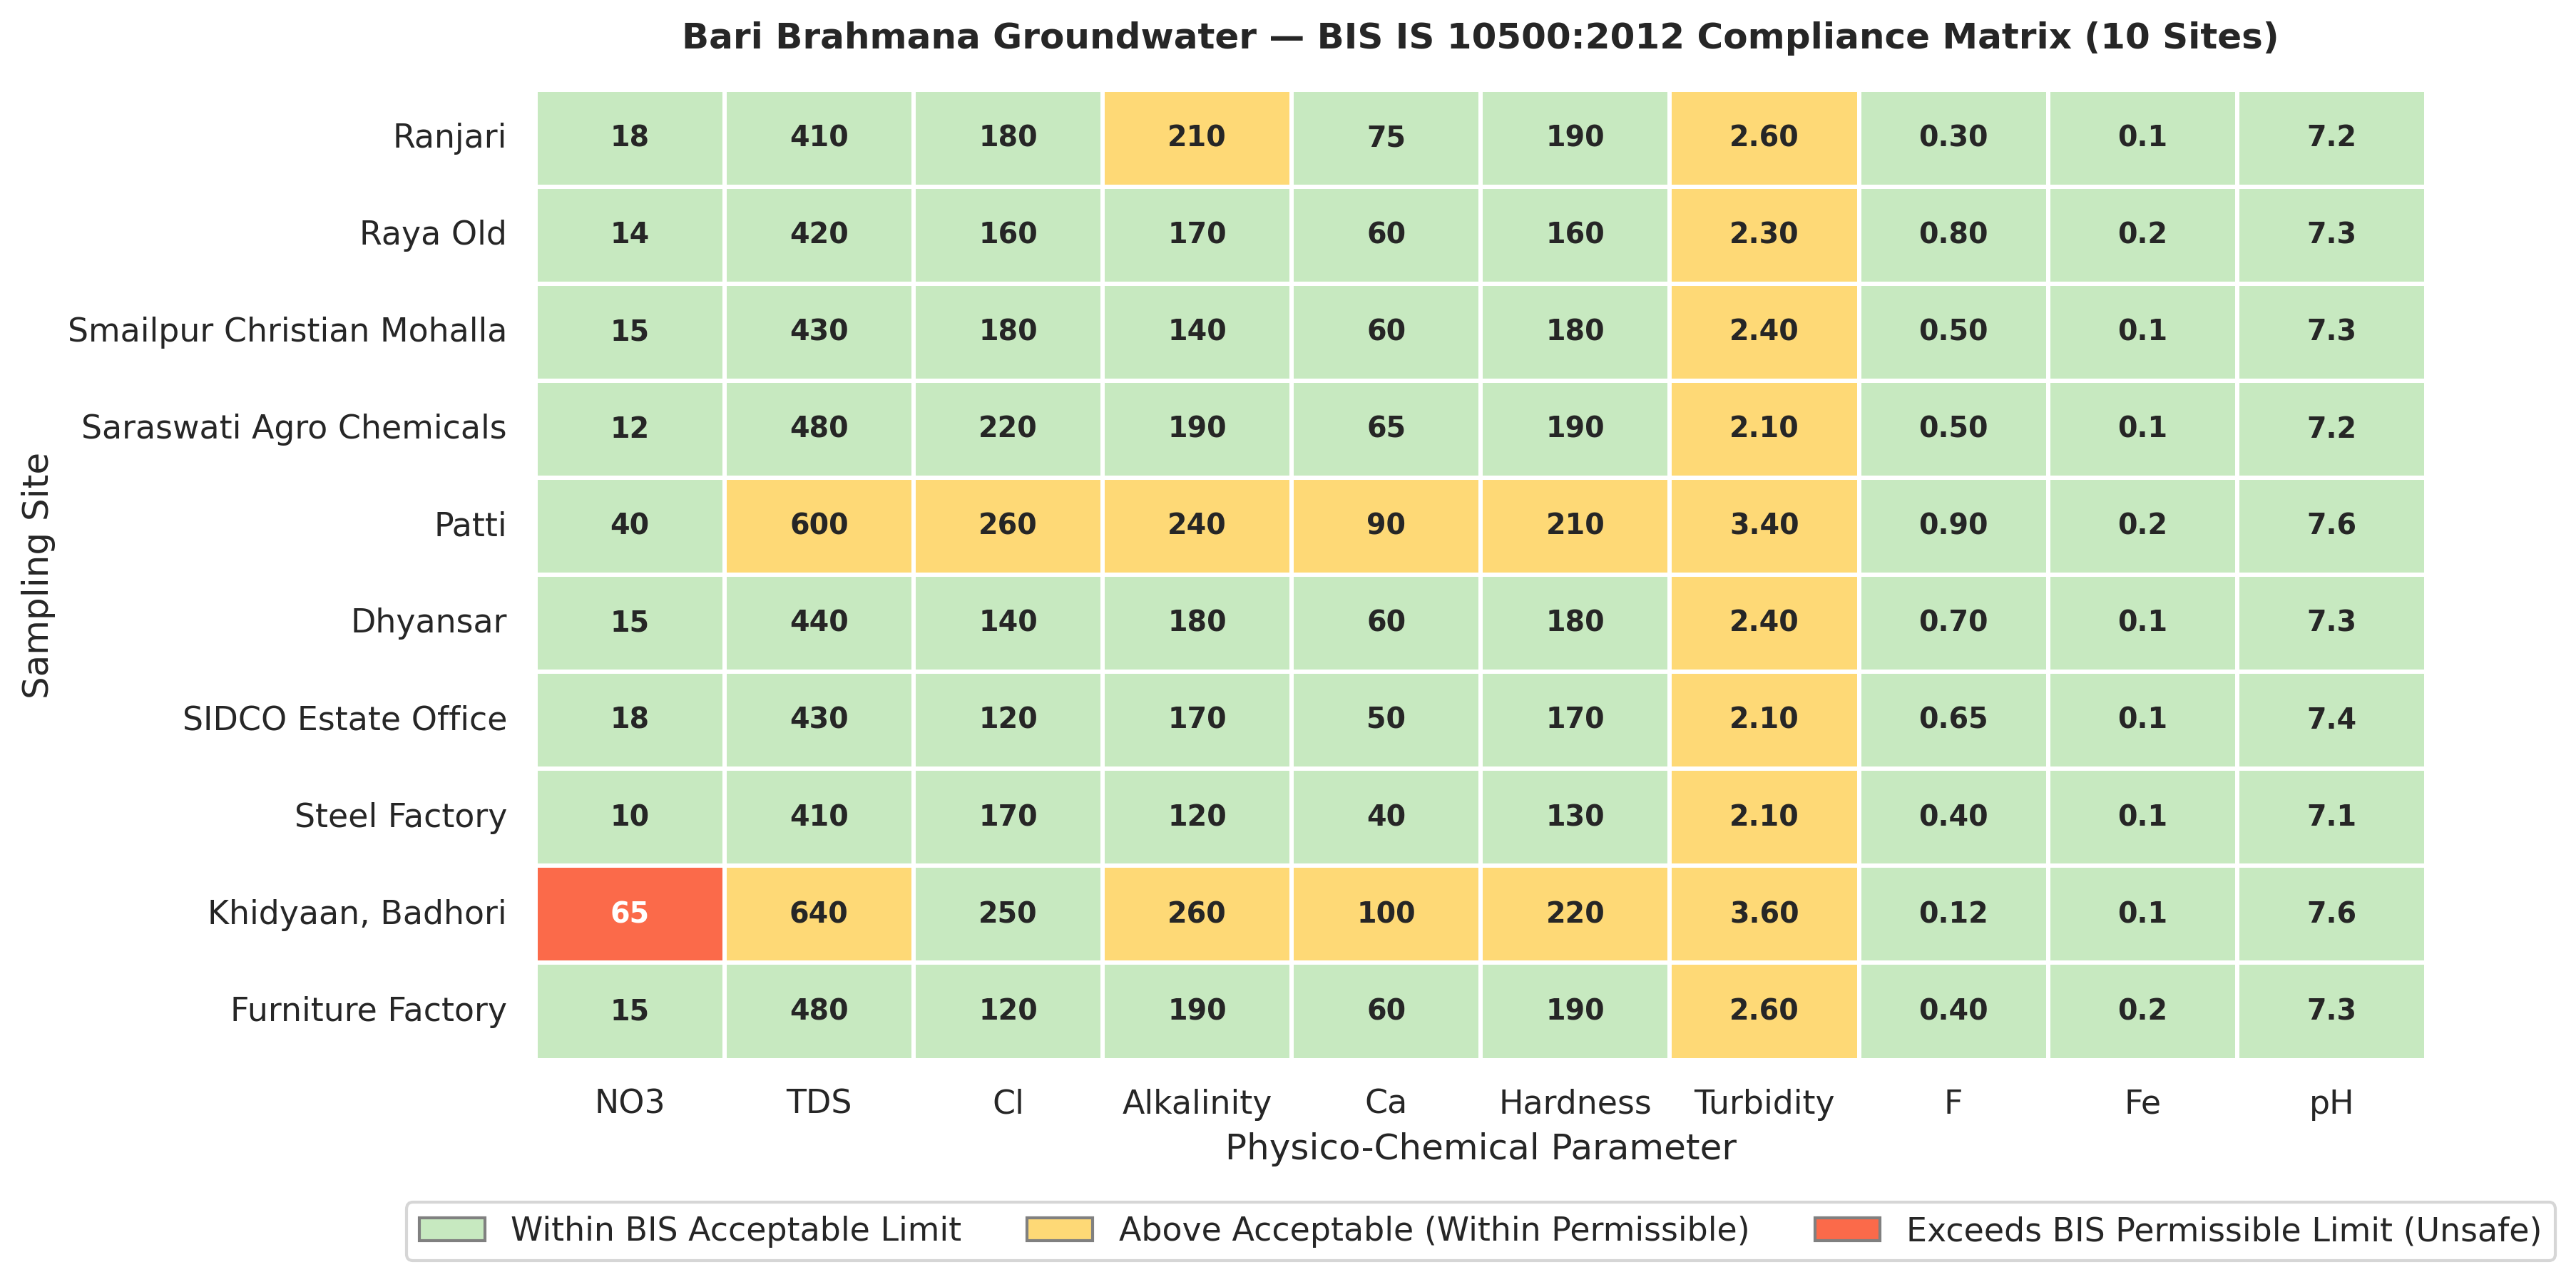 Bari Brahmana Groundwater — BIS IS 10500:2012 Compliance Matrix (10 Sites)
Sampling Site
Ranjari 18 410 180 210 75 190 2.60 0.30 0.1 7.2
Raya Old 14 420 160 170 60 160 2.30 0.80 0.2 7.3
Smailpur Christian Mohalla 15 430 180 140 60 180 2.40 0.50 0.1 7.3
Saraswati Agro Chemicals 12 480 220 190 65 190 2.10 0.50 0.1 7.2
Patti 40 600 260 240 90 210 3.40 0.90 0.2 7.6
Dhyansar 15 440 140 180 60 180 2.40 0.70 0.1 7.3
SIDCO Estate Office 18 430 120 170 50 170 2.10 0.65 0.1 7.4
Steel Factory 10 410 170 120 40 130 2.10 0.40 0.1 7.1
Khidyaan, Badhori 65 640 250 260 100 220 3.60 0.12 0.1 7.6
Furniture Factory 15 480 120 190 60 190 2.60 0.40 0.2 7.3
NO3 TDS Cl Alkalinity Ca Hardness Turbidity F Fe pH
Physico-Chemical Parameter
Within BIS Acceptable Limit Above Acceptable (Within Permissible) Exceeds BIS Permissible Limit (Unsafe)